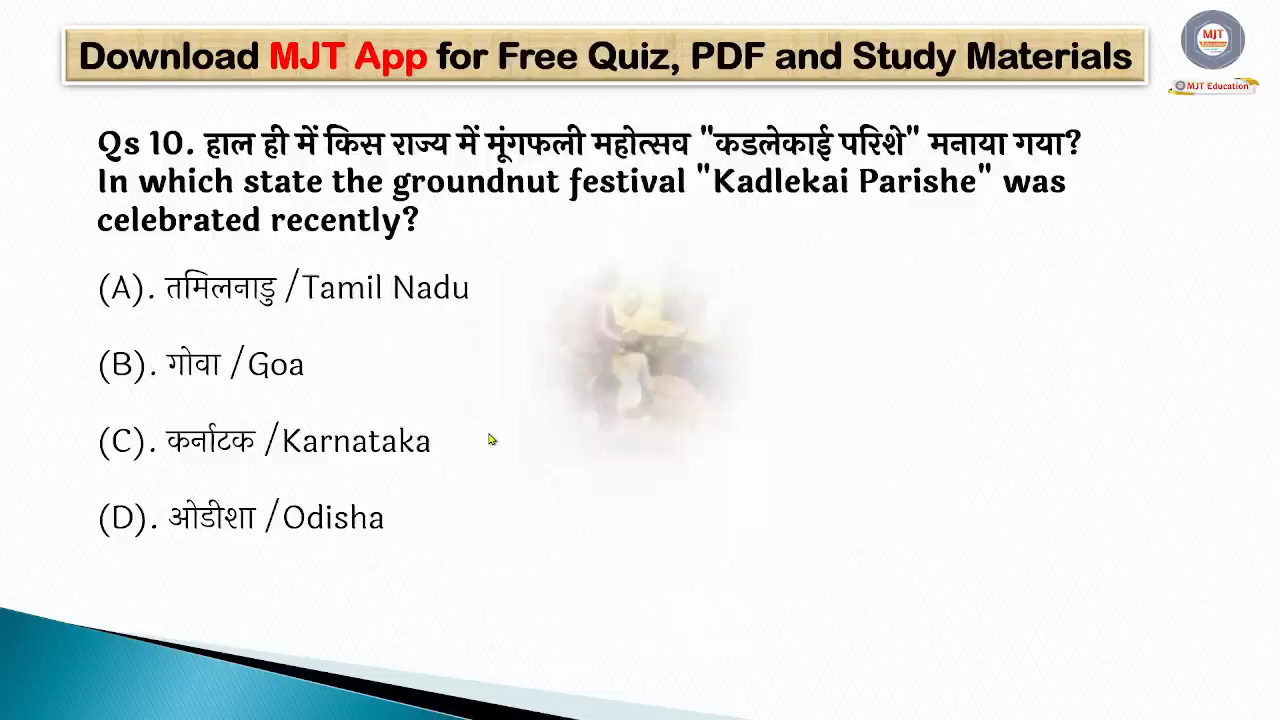 Download MJT App for Free Quiz, PDF and Study Materials
MJT
Education
MJT Education
Qs 10. हाल ही में किस राज्य में मूंगफली महोत्सव "कडलेकाई परिशे" मनाया गया?
In which state the groundnut festival "Kadlekai Parishe" was
celebrated recently?
(A). तमिलनाडु /Tamil Nadu
(B). गोवा /Goa
(C). कर्नाटक /Karnataka
(D). ओडीशा /Odisha